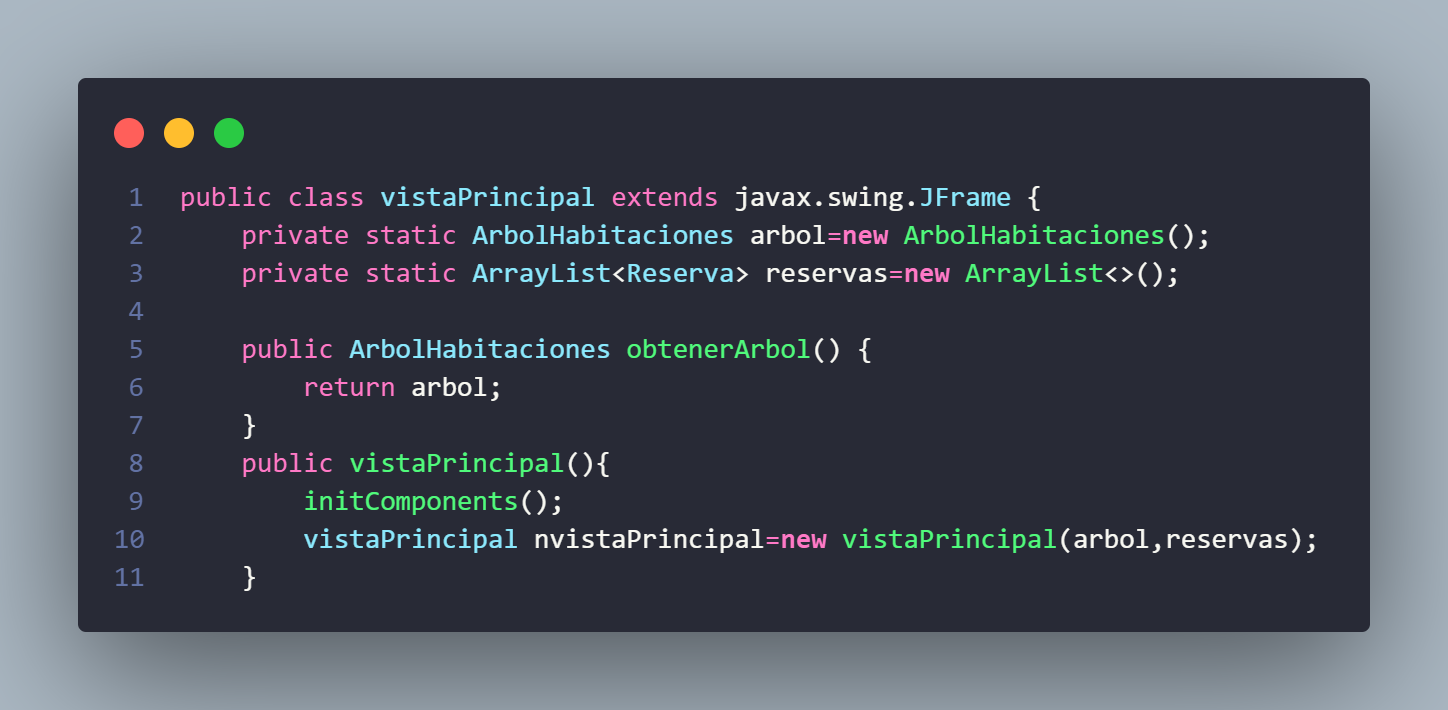 1 public class vistaPrincipal extends javax.swing.JFrame {
2     private static ArbolHabitaciones arbol=new ArbolHabitaciones();
3     private static ArrayList<Reserva> reservas=new ArrayList<>();
4
5     public ArbolHabitaciones obtenerArbol() {
6         return arbol;
7     }
8     public vistaPrincipal(){
9         initComponents();
10         vistaPrincipal nvistaPrincipal=new vistaPrincipal(arbol,reservas);
11     }